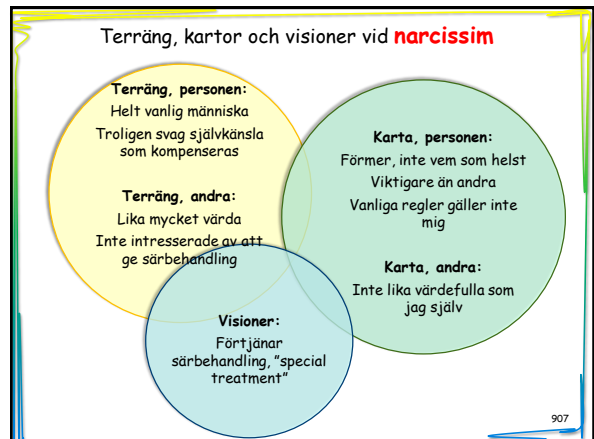 Terräng, kartor och visioner vid narcissim
Terräng, personen:
Helt vanlig människa
Troligen svag självkänsla
som kompenseras
Terräng, andra:
Lika mycket värda
Inte intresserade av att
ge särbehandling
Karta, personen:
Förmer, inte vem som helst
Viktigare än andra
Vanliga regler gäller inte
mig
Karta, andra:
Inte lika värdefulla som
jag själv
Visioner:
Förtjänar
särbehandling, ”special
treatment”
907